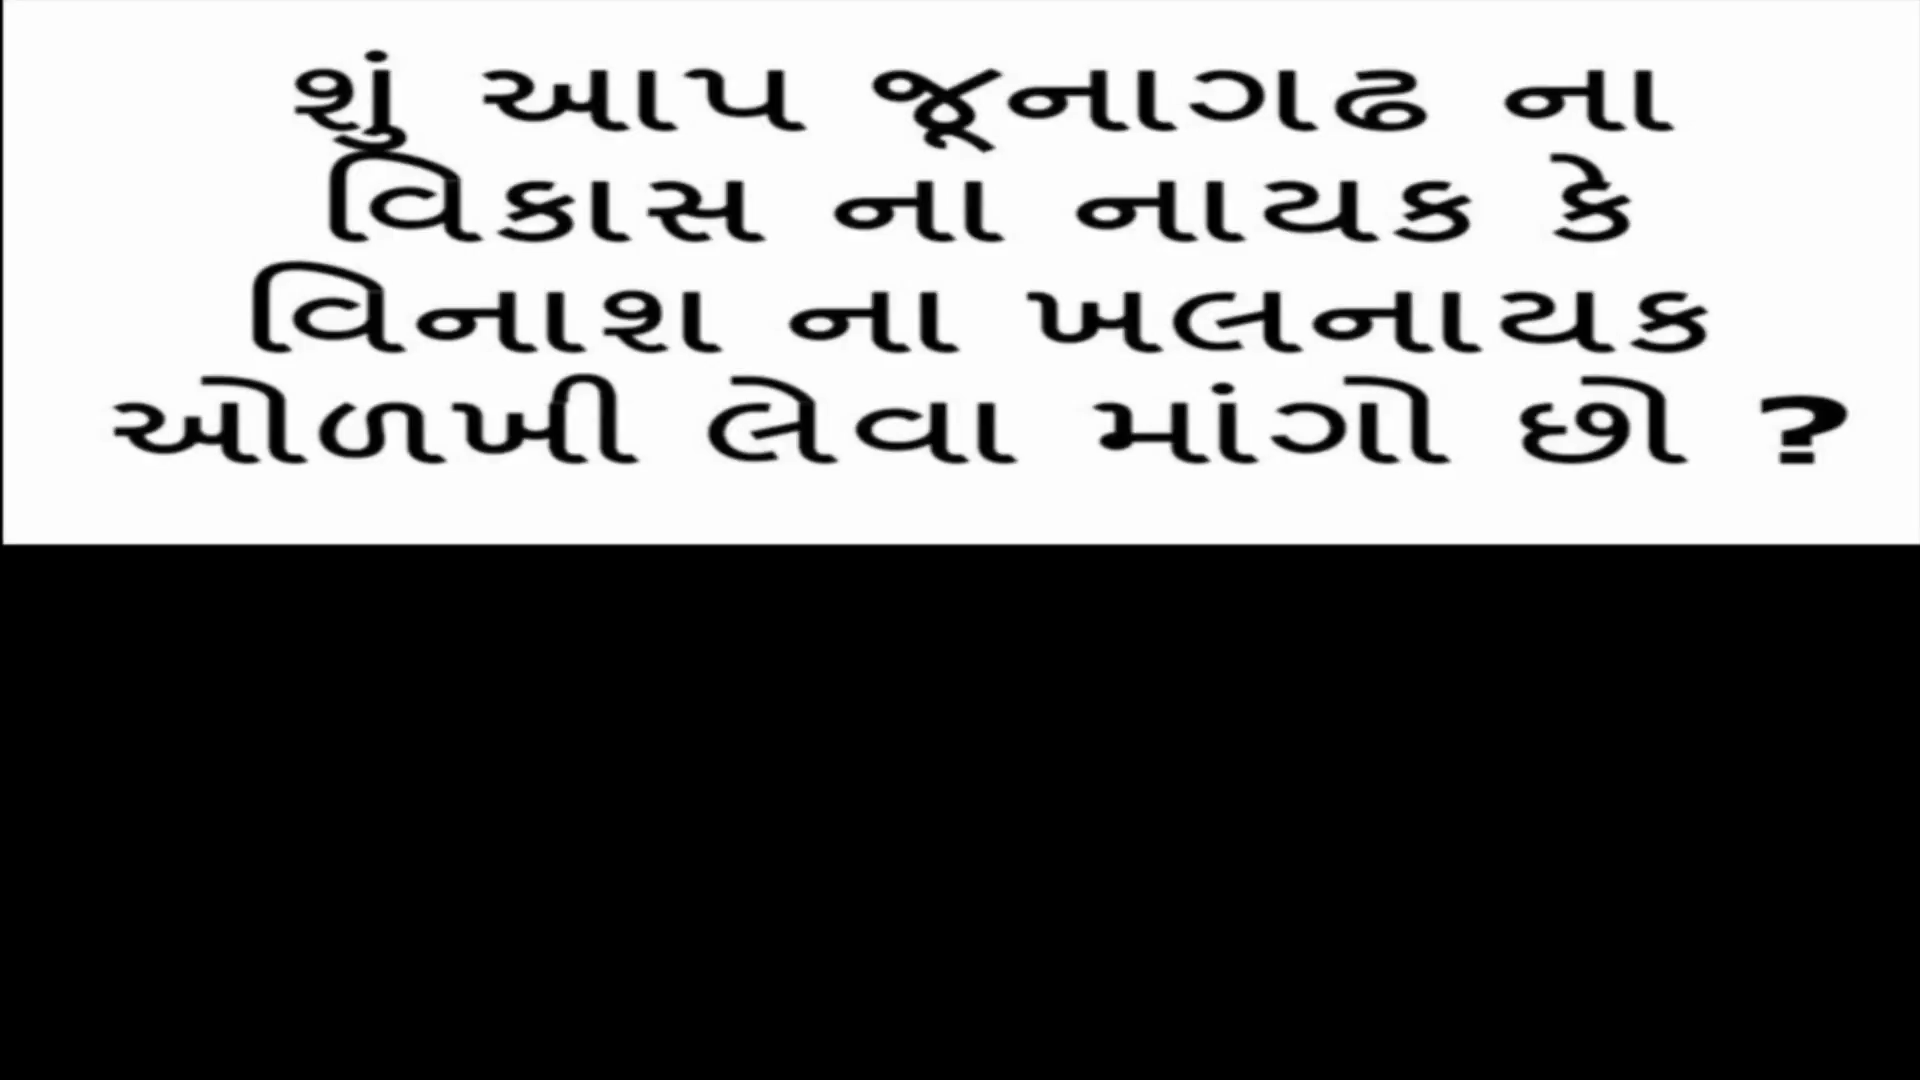 શું આપ જૂનાગઢ ના
વિકાસ ના નાયક કે
વિનાશ ના ખલનાયક
ઓળખી લેવા માંગો છો ?